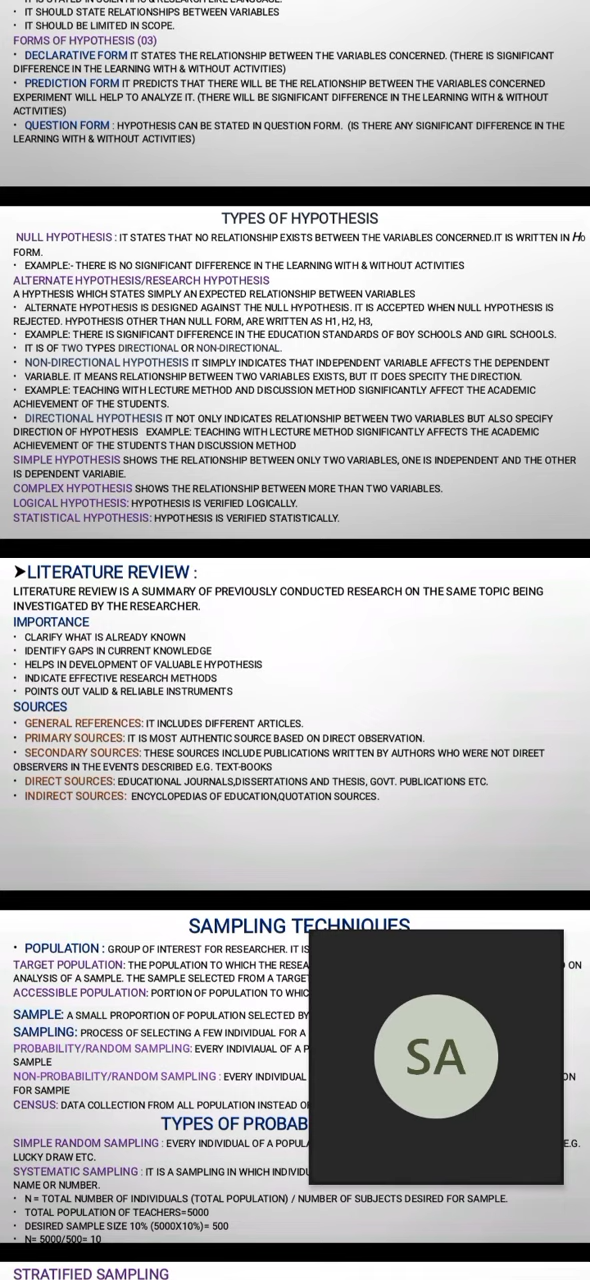 • IT SHOULD STATE RELATIONSHIPS BETWEEN VARIABLES
• IT SHOULD BE LIMITED IN SCOPE.
FORMS OF HYPOTHESIS (03)
• DECLARATIVE FORM IT STATES THE RELATIONSHIP BETWEEN THE VARIABLES CONCERNED. (THERE IS SIGNIFICANT
DIFFERENCE IN THE LEARNING WITH & WITHOUT ACTIVITIES)
• PREDICTION FORM IT PREDICTS THAT THERE WILL BE THE RELATIONSHIP BETWEEN THE VARIABLES CONCERNED
EXPERIMENT WILL HELP TO ANALYZE IT. (THERE WILL BE SIGNIFICANT DIFFERENCE IN THE LEARNING WITH & WITHOUT
ACTIVITIES)
• QUESTION FORM : HYPOTHESIS CAN BE STATED IN QUESTION FORM. (IS THERE ANY SIGNIFICANT DIFFERENCE IN THE
LEARNING WITH & WITHOUT ACTIVITIES)
TYPES OF HYPOTHESIS
NULL HYPOTHESIS : IT STATES THAT NO RELATIONSHIP EXISTS BETWEEN THE VARIABLES CONCERNED.IT IS WRITTEN IN H0
FORM.
• EXAMPLE:- THERE IS NO SIGNIFICANT DIFFERENCE IN THE LEARNING WITH & WITHOUT ACTIVITIES
ALTERNATE HYPOTHESIS/RESEARCH HYPOTHESIS
A HYPTHESIS WHICH STATES SIMPLY AN EXPECTED RELATIONSHIP BETWEEN VARIABLES
• ALTERNATE HYPOTHESIS IS DESIGNED AGAINST THE NULL HYPOTHESIS. IT IS ACCEPTED WHEN NULL HYPOTHESIS IS
REJECTED. HYPOTHESIS OTHER THAN NULL FORM, ARE WRITTEN AS H1, H2, H3,
• EXAMPLE: THERE IS SIGNIFICANT DIFFERENCE IN THE EDUCATION STANDARDS OF BOY SCHOOLS AND GIRL SCHOOLS.
• IT IS OF TWO TYPES DIRECTIONAL OR NON-DIRECTIONAL.
• NON-DIRECTIONAL HYPOTHESIS IT SIMPLY INDICATES THAT INDEPENDENT VARIABLE AFFECTS THE DEPENDENT
• VARIABLE. IT MEANS RELATIONSHIP BETWEEN TWO VARIABLES EXISTS, BUT IT DOES SPECIFY THE DIRECTION.
• EXAMPLE: TEACHING WITH LECTURE METHOD AND DISCUSSION METHOD SIGNIFICANTLY AFFECT THE ACADEMIC
ACHIEVEMENT OF THE STUDENTS.
• DIRECTIONAL HYPOTHESIS IT NOT ONLY INDICATES RELATIONSHIP BETWEEN TWO VARIABLES BUT ALSO SPECIFY
DIRECTION OF HYPOTHESIS EXAMPLE: TEACHING WITH LECTURE METHOD SIGNIFICANTLY AFFECTS THE ACADEMIC
ACHIEVEMENT OF THE STUDENTS THAN DISCUSSION METHOD
SIMPLE HYPOTHESIS SHOWS THE RELATIONSHIP BETWEEN ONLY TWO VARIABLES, ONE IS INDEPENDENT AND THE OTHER
IS DEPENDENT VARIABIE.
COMPLEX HYPOTHESIS SHOWS THE RELATIONSHIP BETWEEN MORE THAN TWO VARIABLES.
LOGICAL HYPOTHESIS: HYPOTHESIS IS VERIFIED LOGICALLY.
STATISTICAL HYPOTHESIS: HYPOTHESIS IS VERIFIED STATISTICALLY.
➤LITERATURE REVIEW :
LITERATURE REVIEW IS A SUMMARY OF PREVIOUSLY CONDUCTED RESEARCH ON THE SAME TOPIC BEING
INVESTIGATED BY THE RESEARCHER.
IMPORTANCE
• CLARIFY WHAT IS ALREADY KNOWN
• IDENTIFY GAPS IN CURRENT KNOWLEDGE
• HELPS IN DEVELOPMENT OF VALUABLE HYPOTHESIS
• INDICATE EFFECTIVE RESEARCH METHODS
• POINTS OUT VALID & RELIABLE INSTRUMENTS
SOURCES
• GENERAL REFERENCES: IT INCLUDES DIFFERENT ARTICLES.
• PRIMARY SOURCES: IT IS MOST AUTHENTIC SOURCE BASED ON DIRECT OBSERVATION.
• SECONDARY SOURCES: THESE SOURCES INCLUDE PUBLICATIONS WRITTEN BY AUTHORS WHO WERE NOT DIREET
OBSERVERS IN THE EVENTS DESCRIBED E.G. TEXT-BOOKS
• DIRECT SOURCES: EDUCATIONAL JOURNALS,DISSERTATIONS AND THESIS, GOVT. PUBLICATIONS ETC.
• INDIRECT SOURCES: ENCYCLOPEDIAS OF EDUCATION,QUOTATION SOURCES.
SAMPLING TECHNIQUES
• POPULATION : GROUP OF INTEREST FOR RESEARCHER. IT IS
TARGET POPULATION: THE POPULATION TO WHICH THE RESEA ON
ANALYSIS OF A SAMPLE. THE SAMPLE SELECTED FROM A TARGET
ACCESSIBLE POPULATION: PORTION OF POPULATION TO WHIC
SAMPLE: A SMALL PROPORTION OF POPULATION SELECTED BY
SAMPLING: PROCESS OF SELECTING A FEW INDIVIDUAL FOR A
PROBABILITY/RANDOM SAMPLING: EVERY INDIVIAUAL OF A P
SAMPLE
NON-PROBABILITY/RANDOM SAMPLING : EVERY INDIVIDUAL ON
FOR SAMPIE
CENSUS: DATA COLLECTION FROM ALL POPULATION INSTEAD O
SA
TYPES OF PROBAB
SIMPLE RANDOM SAMPLING : EVERY INDIVIDUAL OF A POPULA E.G.
LUCKY DRAW ETC.
SYSTEMATIC SAMPLING : IT IS A SAMPLING IN WHICH INDIVIDU
NAME OR NUMBER.
• N = TOTAL NUMBER OF INDIVIDUALS (TOTAL POPULATION) / NUMBER OF SUBJECTS DESIRED FOR SAMPLE.
• TOTAL POPULATION OF TEACHERS=5000
• DESIRED SAMPLE SIZE 10% (5000X10%)= 500
• N= 5000/500= 10
STRATIFIED SAMPLING